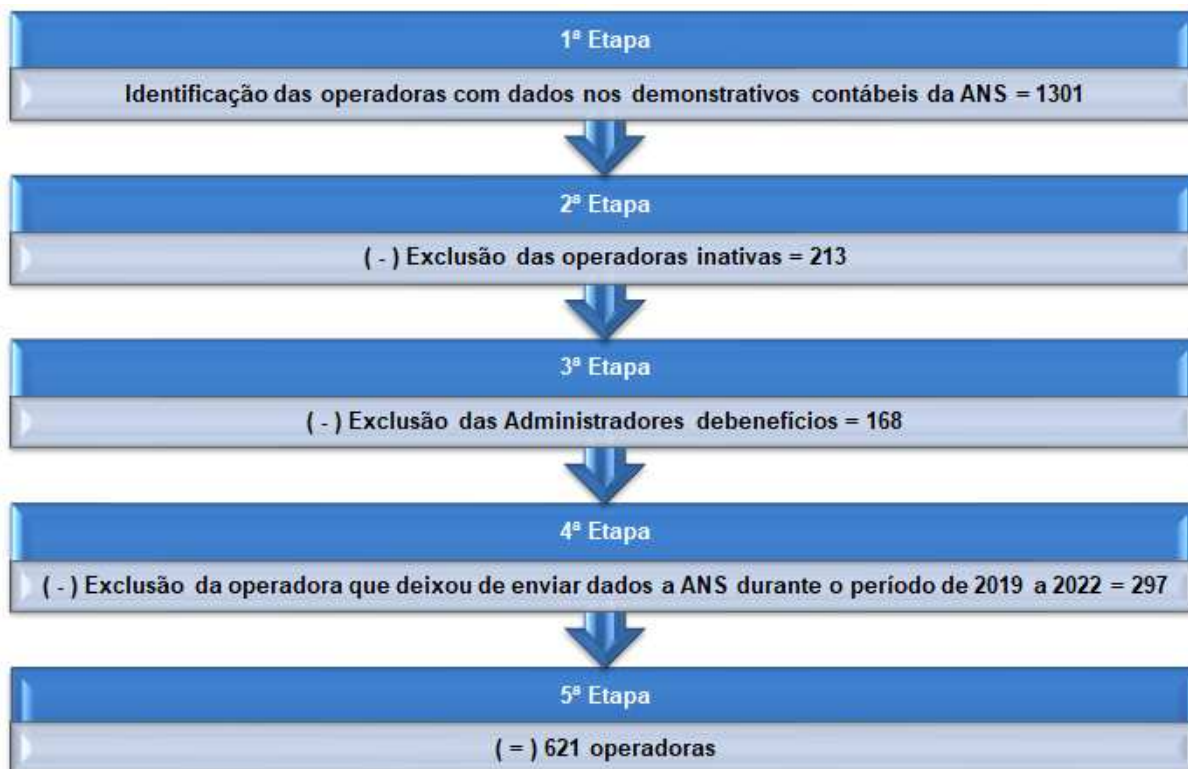 1ª Etapa
Identificação das operadoras com dados nos demonstrativos contábeis da ANS = 1301
2ª Etapa
( - ) Exclusão das operadoras inativas = 213
3ª Etapa
( - ) Exclusão das Administradores debenefícios = 168
4ª Etapa
( - ) Exclusão da operadora que deixou de enviar dados a ANS durante o período de 2019 a 2022 = 297
5ª Etapa
( = ) 621 operadoras